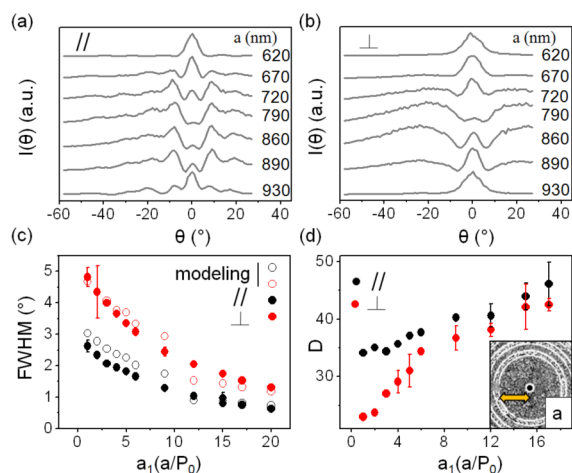 (a)
//
a (nm)
620
670
720
790
860
890
930
I(θ) (a.u.)
-60 -40 -20 0 20 40
θ (°)
(b)
⊥
a (nm)
620
670
720
790
860
890
930
I(θ) (a.u.)
-60 -40 -20 0 20 40
θ (°)
(c)
modeling
//
⊥
FWHM (°)
6
5
4
3
2
1
0
0 5 10 15 20
a₁(a/P₀)
(d)
//
⊥
D
50
40
30
0 4 8 12 16
a₁(a/P₀)
a